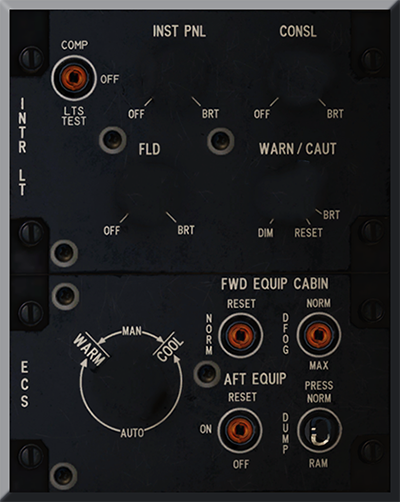 INST PNL
CONSL
COMP
OFF
LTS
TEST
OFF
BRT
OFF
BRT
INTR LT
FLD
WARN / CAUT
OFF
BRT
DIM
RESET
BRT
FWD EQUIP CABIN
RESET
NORM
NORM
DFOG
MAX
MAN
WARM
COOL
AUTO
ECS
AFT EQUIP
RESET
ON
OFF
PRESS
NORM
DUMP
RAM